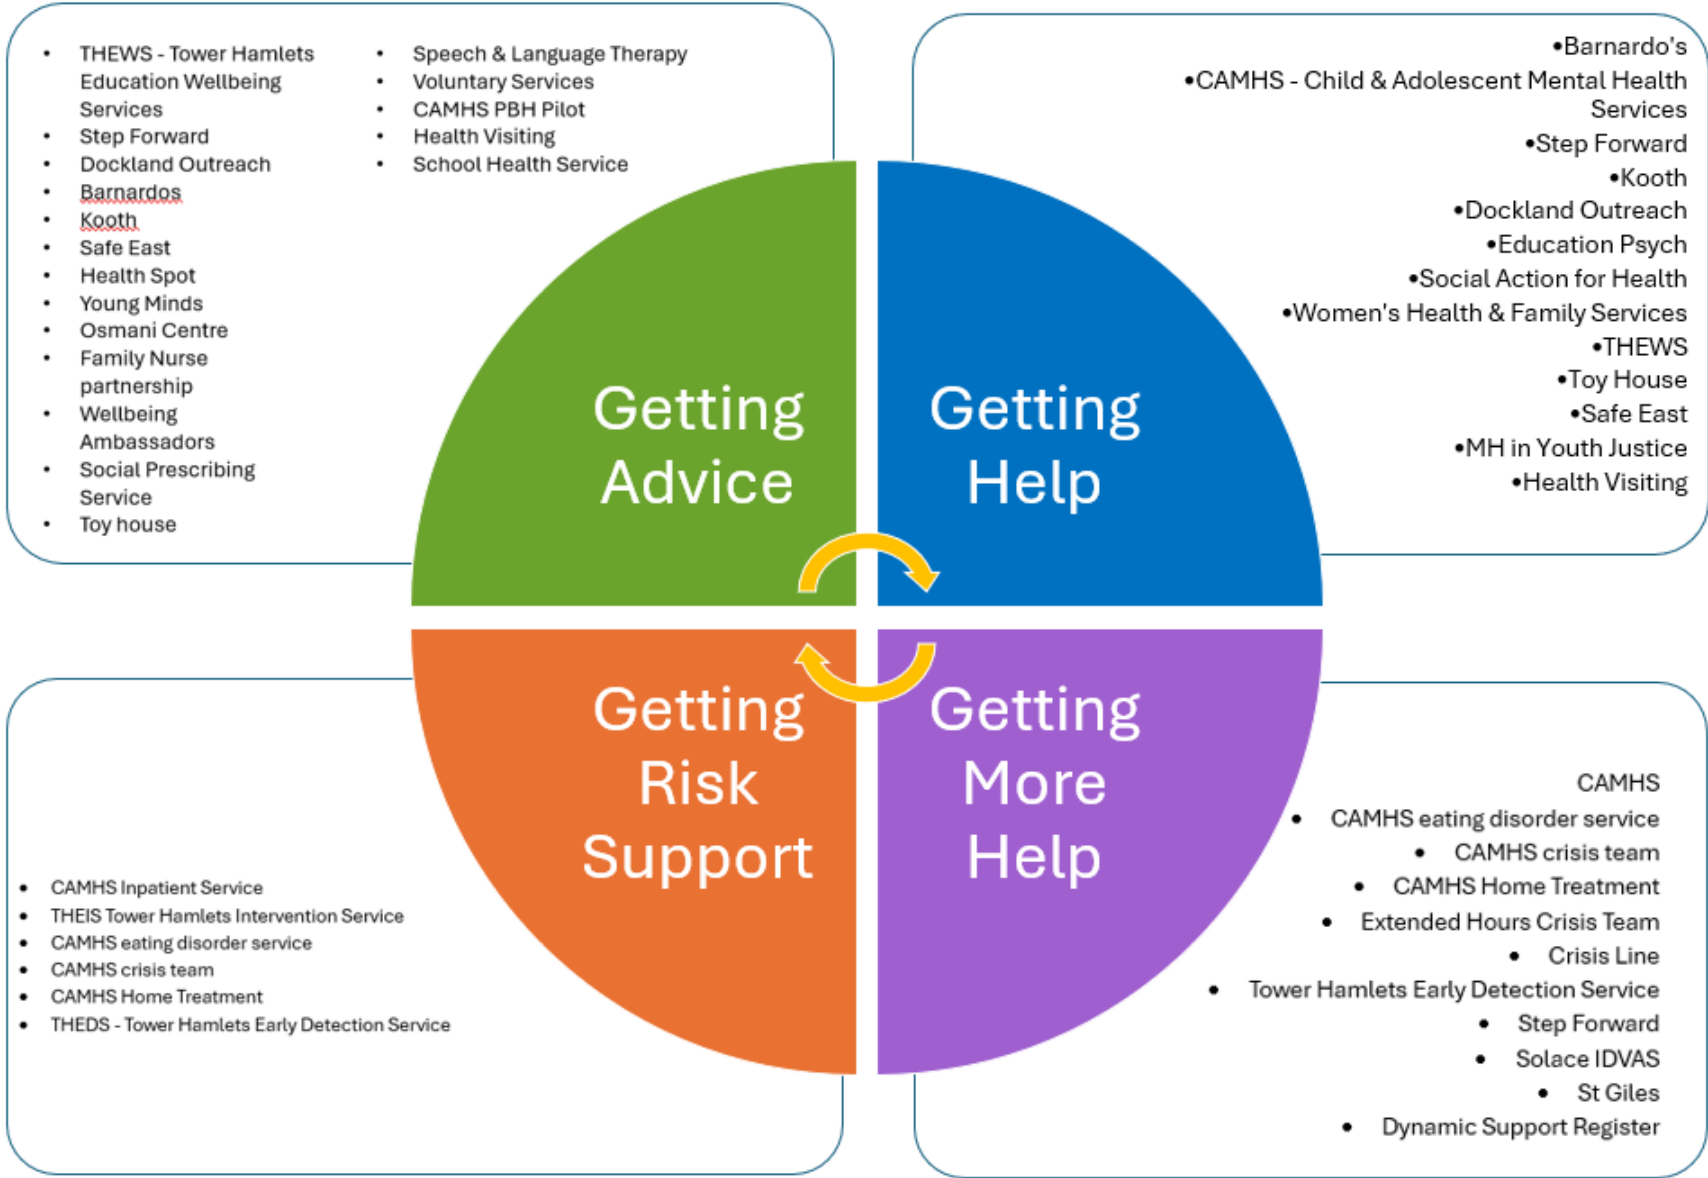 • THEWS - Tower Hamlets
Education Wellbeing
Services
• Step Forward
• Dockland Outreach
• Barnardos
• Kooth
• Safe East
• Health Spot
• Young Minds
• Osmani Centre
• Family Nurse
partnership
• Wellbeing
Ambassadors
• Social Prescribing
Service
• Toy house
• Speech & Language Therapy
• Voluntary Services
• CAMHS PBH Pilot
• Health Visiting
• School Health Service
•Barnardo's
•CAMHS - Child & Adolescent Mental Health
Services
•Step Forward
•Kooth
•Dockland Outreach
•Education Psych
•Social Action for Health
•Women's Health & Family Services
•THEWS
•Toy House
•Safe East
•MH in Youth Justice
•Health Visiting
Getting
Advice
Getting
Help
Getting
Risk
Support
Getting
More
Help
• CAMHS Inpatient Service
• THEIS Tower Hamlets Intervention Service
• CAMHS eating disorder service
• CAMHS crisis team
• CAMHS Home Treatment
• THEDS - Tower Hamlets Early Detection Service
CAMHS
• CAMHS eating disorder service
• CAMHS crisis team
• CAMHS Home Treatment
• Extended Hours Crisis Team
• Crisis Line
• Tower Hamlets Early Detection Service
• Step Forward
• Solace IDVAS
• St Giles
• Dynamic Support Register